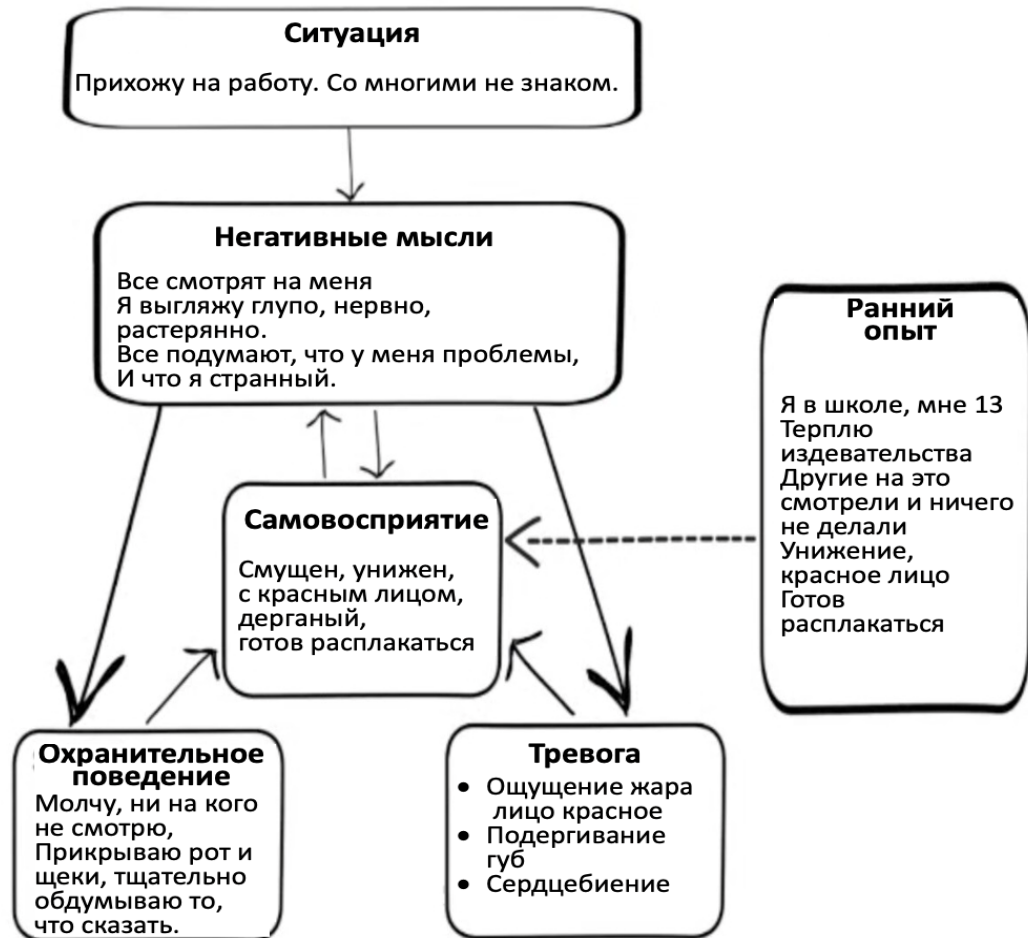 Ситуация
Прихожу на работу. Со многими не знаком.
Негативные мысли
Все смотрят на меня
Я выгляжу глупо, нервно,
растерянно.
Все подумают, что у меня проблемы,
И что я странный.
Ранний
опыт
Я в школе, мне 13
Терплю
издевательства
Другие на это
смотрели и ничего
не делали
Унижение,
красное лицо
Готов
расплакаться
Самовосприятие
Смущен, унижен,
с красным лицом,
дерганый,
готов расплакаться
Охранительное
поведение
Молчу, ни на кого
не смотрю,
Прикрываю рот и
щеки, тщательно
обдумываю то,
что сказать.
Тревога
• Ощущение жара
лицо красное
• Подергивание
губ
• Сердцебиение